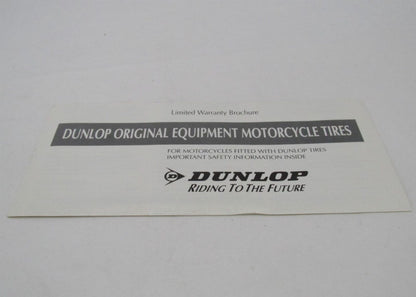 Limited Warranty Brochure
DUNLOP ORIGINAL EQUIPMENT MOTORCYCLE TIRES
FOR MOTORCYCLES FITTED WITH DUNLOP TIRES
IMPORTANT SAFETY INFORMATION INSIDE
D DUNLOP
RIDING TO THE FUTURE